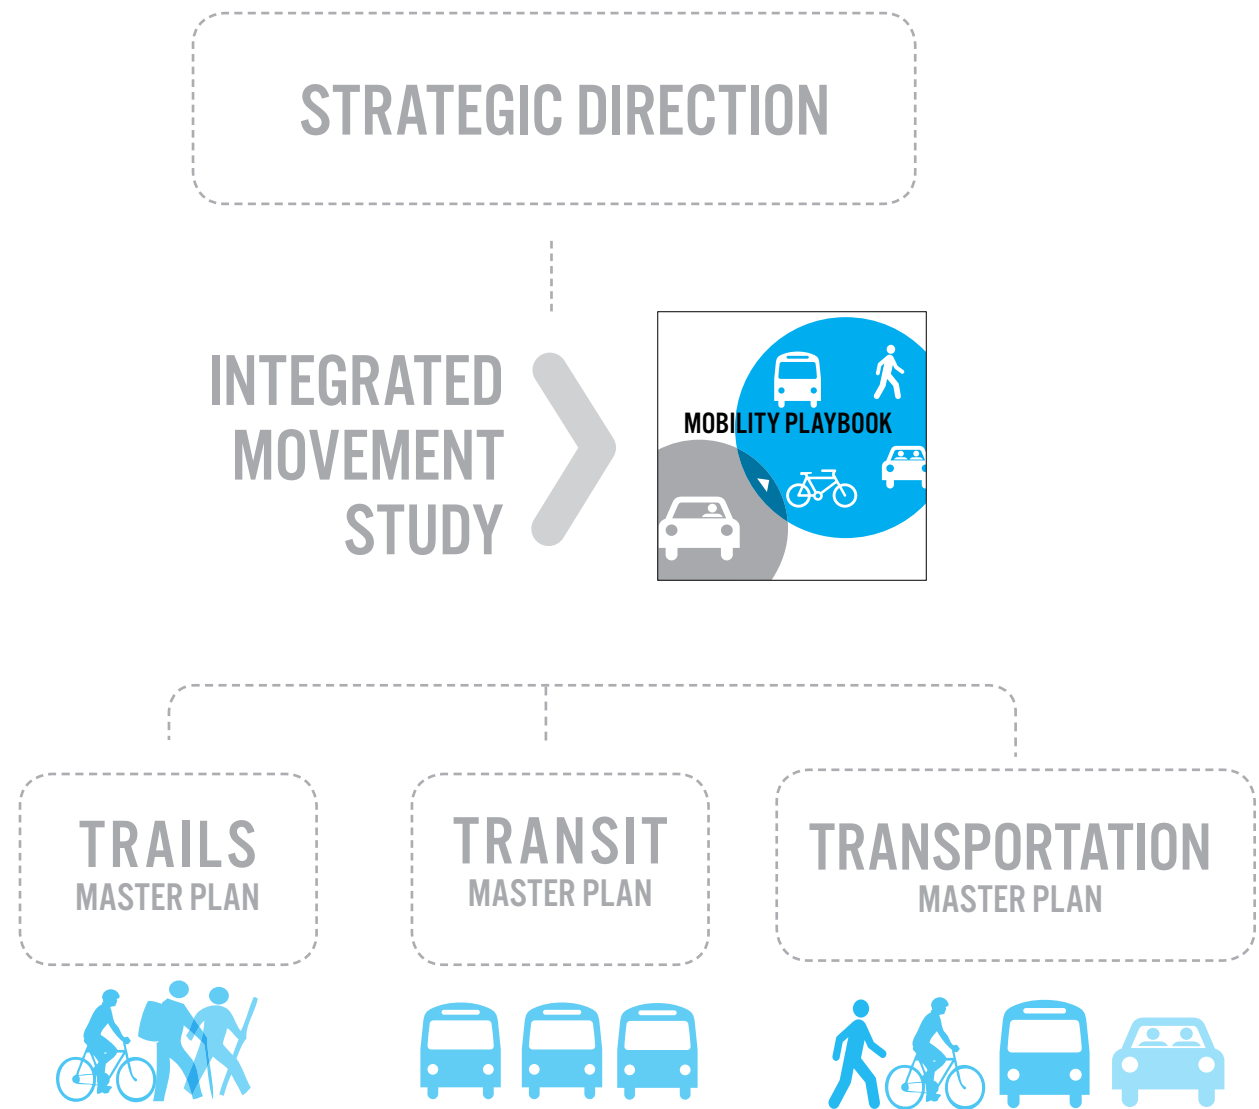 STRATEGIC DIRECTION
INTEGRATED
MOVEMENT
STUDY
MOBILITY PLAYBOOK
TRAILS
MASTER PLAN
TRANSIT
MASTER PLAN
TRANSPORTATION
MASTER PLAN